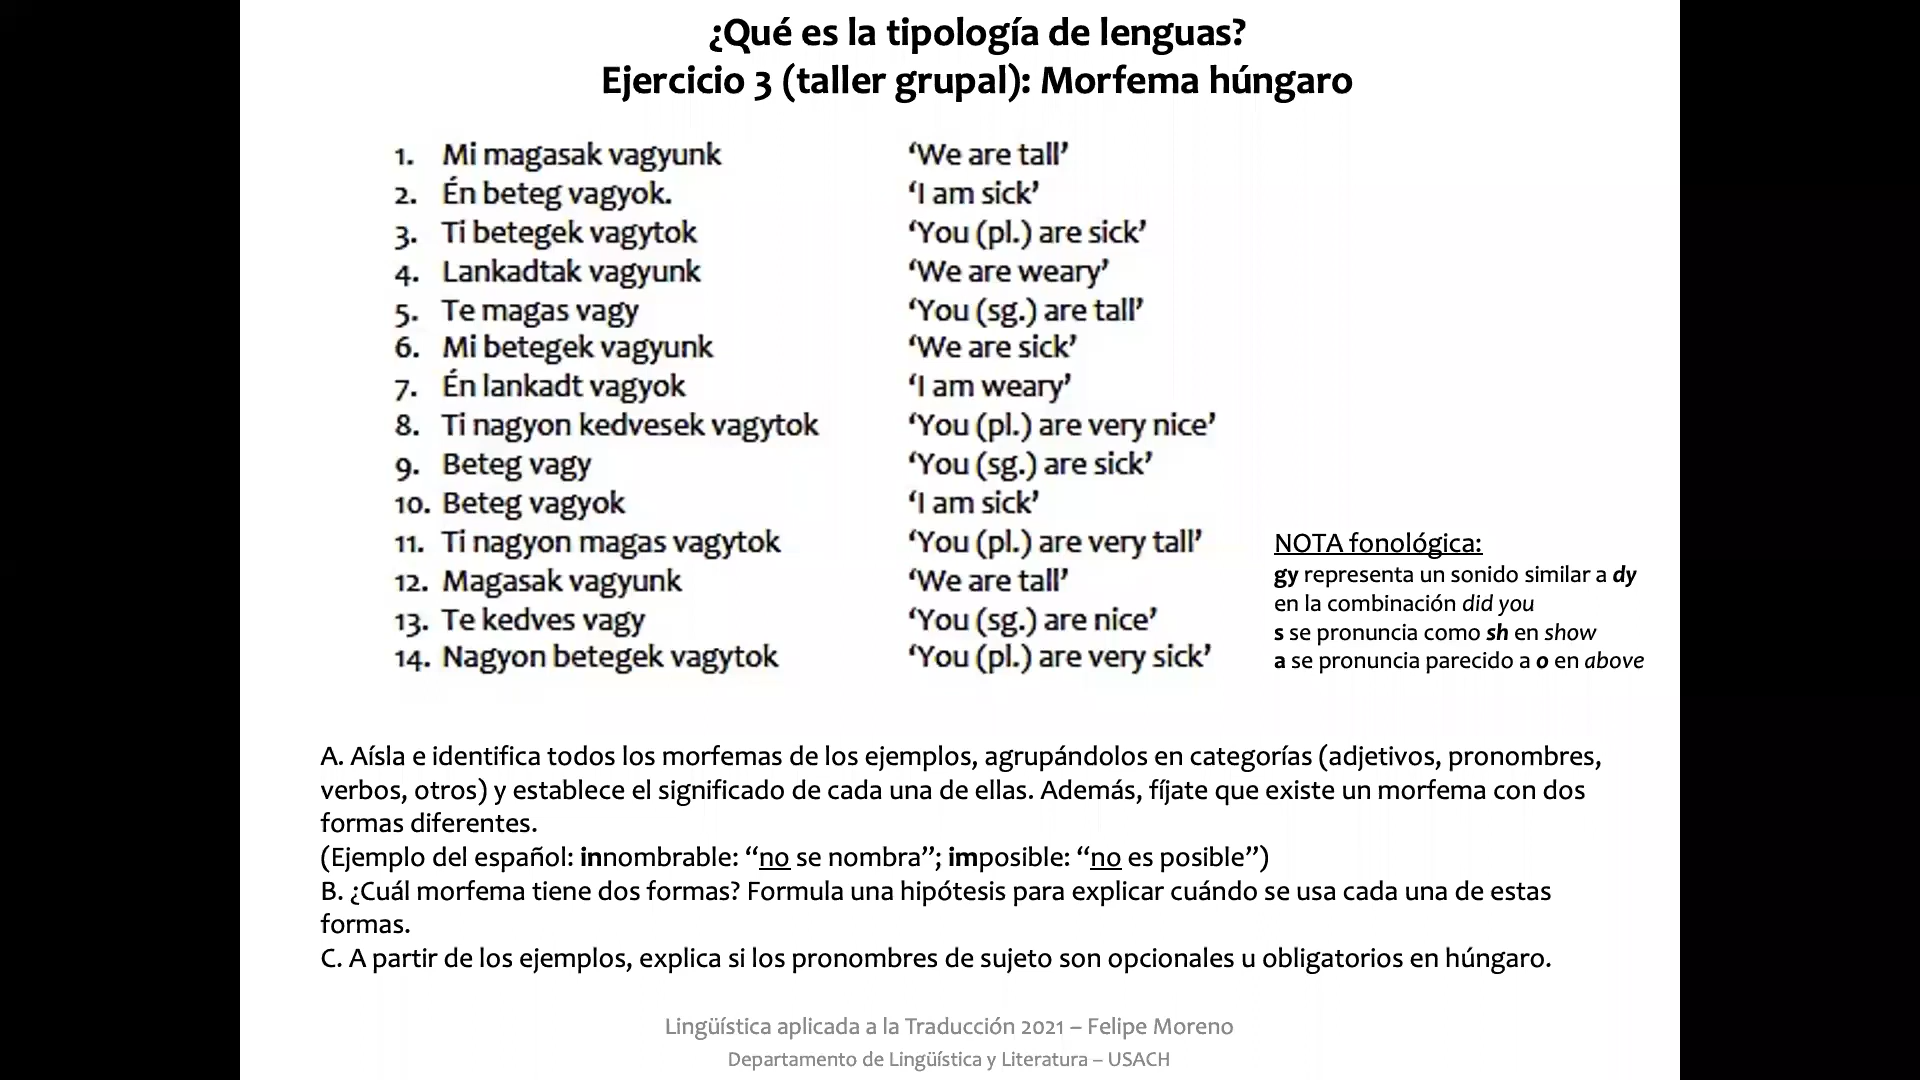 ¿Qué es la tipología de lenguas?
Ejercicio 3 (taller grupal): Morfema húngaro
1. Mi magasak vagyunk ‘We are tall’
2. Én beteg vagyok. ‘I am sick’
3. Ti betegek vagytok ‘You (pl.) are sick’
4. Lankadtak vagyunk ‘We are weary’
5. Te magas vagy ‘You (sg.) are tall’
6. Mi betegek vagyunk ‘We are sick’
7. Én lankadt vagyok ‘I am weary’
8. Ti nagyon kedvesek vagytok ‘You (pl.) are very nice’
9. Beteg vagy ‘You (sg.) are sick’
10. Beteg vagyok ‘I am sick’
11. Ti nagyon magas vagytok ‘You (pl.) are very tall’
12. Magasak vagyunk ‘We are tall’
13. Te kedves vagy ‘You (sg.) are nice’
14. Nagyon betegek vagytok ‘You (pl.) are very sick’
NOTA fonológica:
gy representa un sonido similar a dy
en la combinación did you
s se pronuncia como sh en show
a se pronuncia parecido a o en above
A. Aísla e identifica todos los morfemas de los ejemplos, agrupándolos en categorías (adjetivos, pronombres,
verbos, otros) y establece el significado de cada una de ellas. Además, fíjate que existe un morfema con dos
formas diferentes.
(Ejemplo del español: innombrable: “no se nombra”; imposible: “no es posible”)
B. ¿Cuál morfema tiene dos formas? Formula una hipótesis para explicar cuándo se usa cada una de estas
formas.
C. A partir de los ejemplos, explica si los pronombres de sujeto son opcionales u obligatorios en húngaro.
Lingüística aplicada a la Traducción 2021 – Felipe Moreno
Departamento de Lingüística y Literatura – USACH